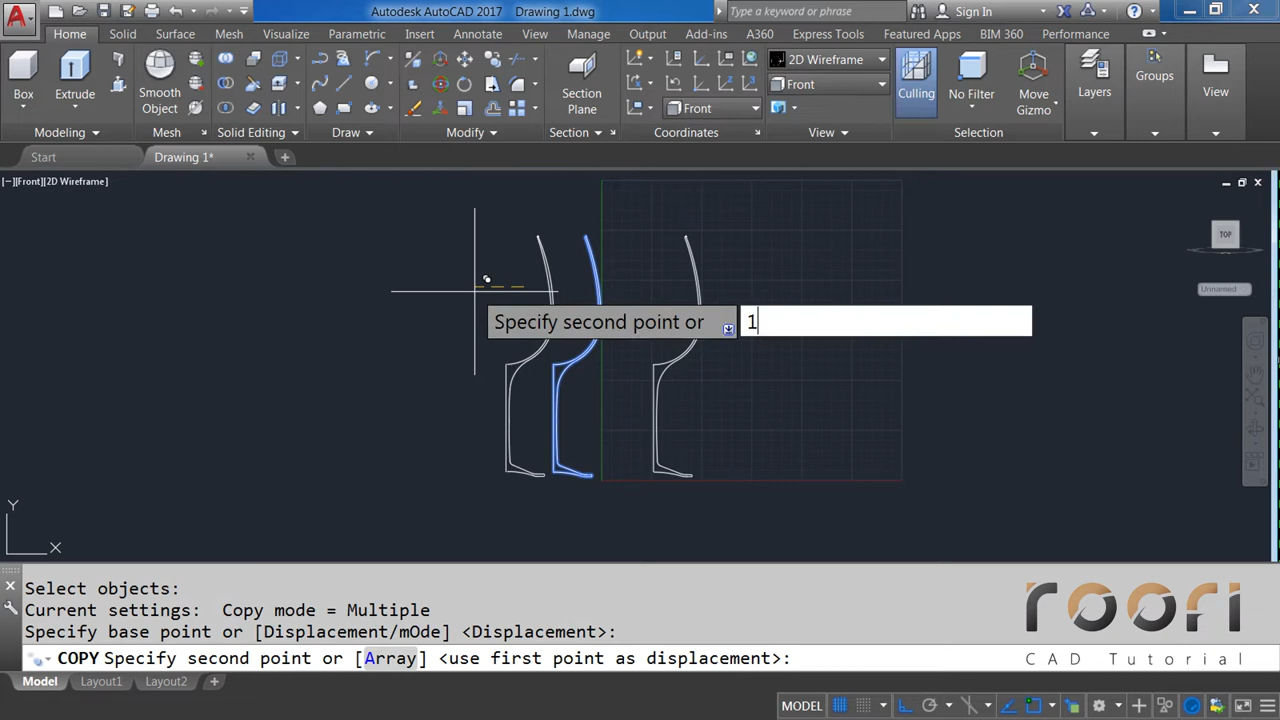 Autodesk AutoCAD 2017 Drawing 1.dwg
Type a keyword or phrase
Sign In
Home Solid Surface Mesh Visualize Parametric Insert Annotate View Manage Output Add-ins A360 Express Tools Featured Apps BIM 360 Performance
2D Wireframe
Front
Front
Box
Extrude
Smooth Object
Section Plane
Culling
No Filter
Move Gizmo
Layers
Groups
View
Modeling Mesh Solid Editing Draw Modify Section Coordinates View Selection
Start Drawing 1*
[−][Front][2D Wireframe]
TOP
Unnamed
Specify second point or 1
Y
X
Select objects:
Current settings: Copy mode = Multiple
Specify base point or [Displacement/mOde] <Displacement>:
COPY Specify second point or [Array] <use first point as displacement>:
roori
CAD Tutorial
Model Layout1 Layout2
MODEL